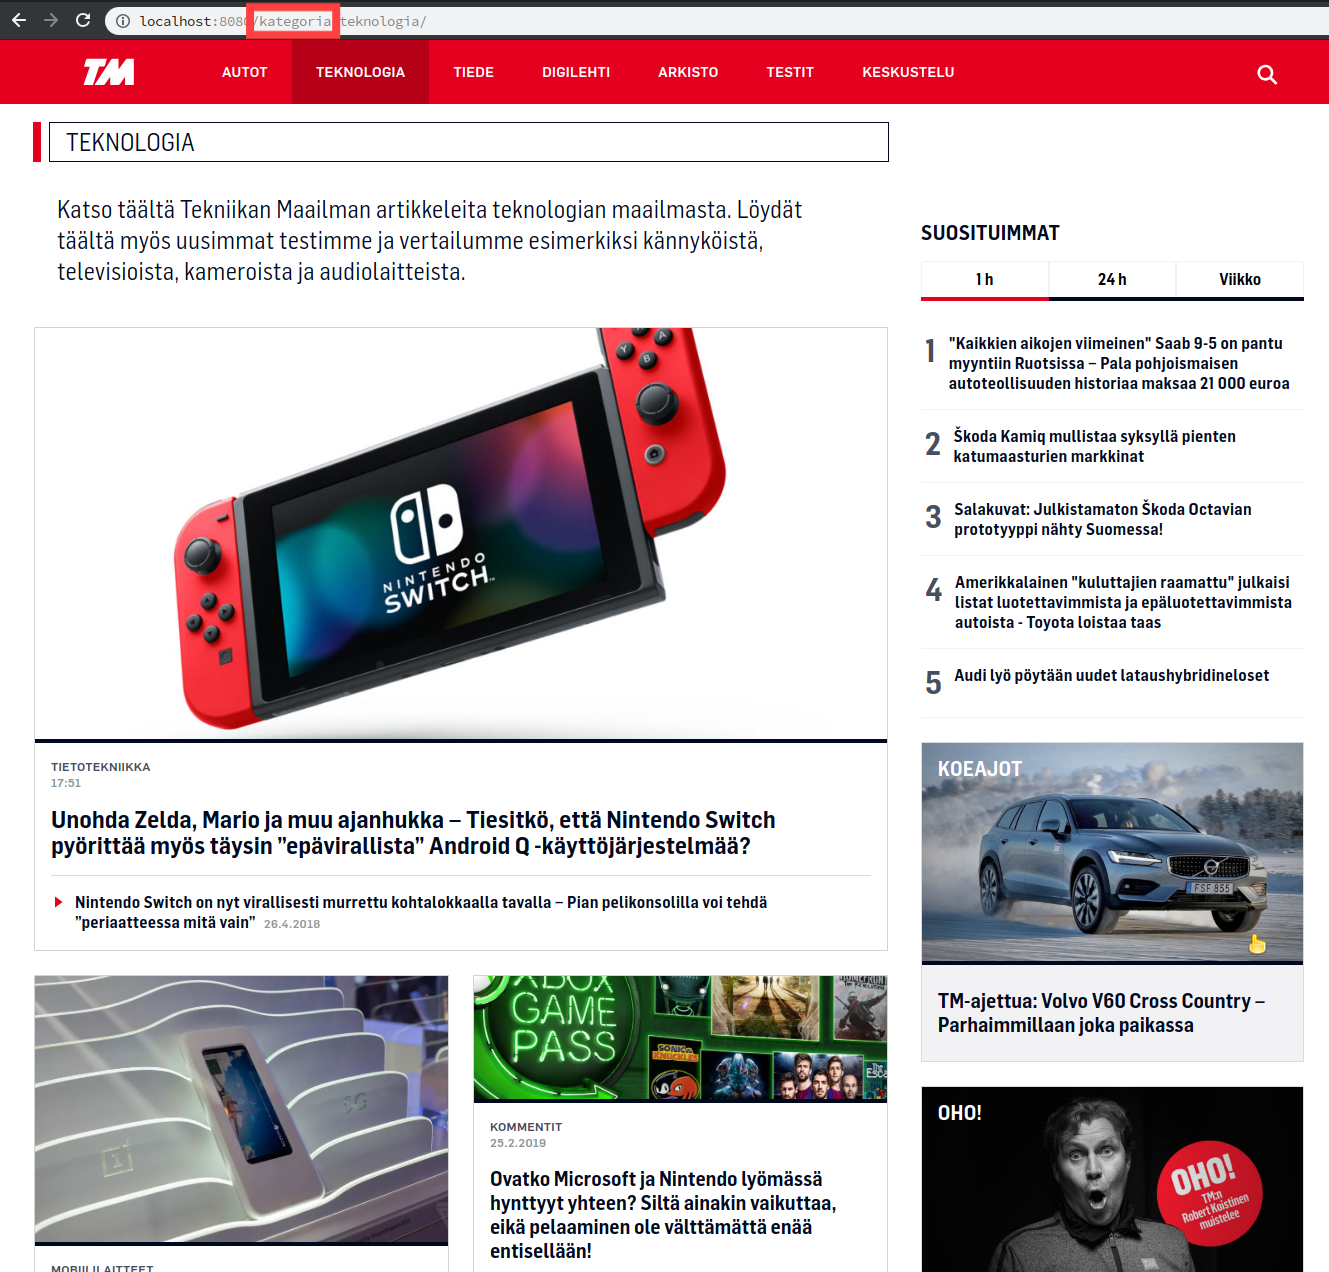 localhost:8080/kategoria/teknologia/
TM
AUTOT
TEKNOLOGIA
TIEDE
DIGILEHTI
ARKISTO
TESTIT
KESKUSTELU
TEKNOLOGIA
Katso täältä Tekniikan Maailman artikkeleita teknologian maailmasta. Löydät
täältä myös uusimmat testimme ja vertailumme esimerkiksi kännyköistä,
televisioista, kameroista ja audiolaitteista.
Y
A
B
NINTENDO
SWITCH™
TIETOTEKNIIKKA
17:51
Unohda Zelda, Mario ja muu ajanhukka – Tiesitkö, että Nintendo Switch
pyörittää myös täysin ”epävirallista” Android Q -käyttöjärjestelmää?
Nintendo Switch on nyt virallisesti murrettu kohtalokkaalla tavalla – Pian pelikonsolilla voi tehdä
”periaatteessa mitä vain” 26.4.2018
1
5G
MOBIILILAITTEET
XBOX
GAME
PASS
SONIC
KNUCKLES
HOMEFRONT
THE
KOMMENTIT
25.2.2019
Ovatko Microsoft ja Nintendo lyömässä
hynttyyt yhteen? Siltä ainakin vaikuttaa,
eikä pelaaminen ole välttämättä enää
entisellään!
SUOSITUIMMAT
1 h
24 h
Viikko
1
"Kaikkien aikojen viimeinen" Saab 9-5 on pantu
myyntiin Ruotsissa – Pala pohjoismaisen
autoteollisuuden historiaa maksaa 21 000 euroa
2
Škoda Kamiq mullistaa syksyllä pienten
katumaasturien markkinat
3
Salakuvat: Julkistamaton Škoda Octavian
prototyyppi nähty Suomessa!
4
Amerikkalainen "kuluttajien raamattu" julkaisi
listat luotettavimmista ja epäluotettavimmista
autoista - Toyota loistaa taas
5
Audi lyö pöytään uudet lataushybridineloset
KOEAJOT
FSF 855
TM-ajettua: Volvo V60 Cross Country –
Parhaimmillaan joka paikassa
OHO!
OHO!
TM:n
Robert Koistinen
muistelee